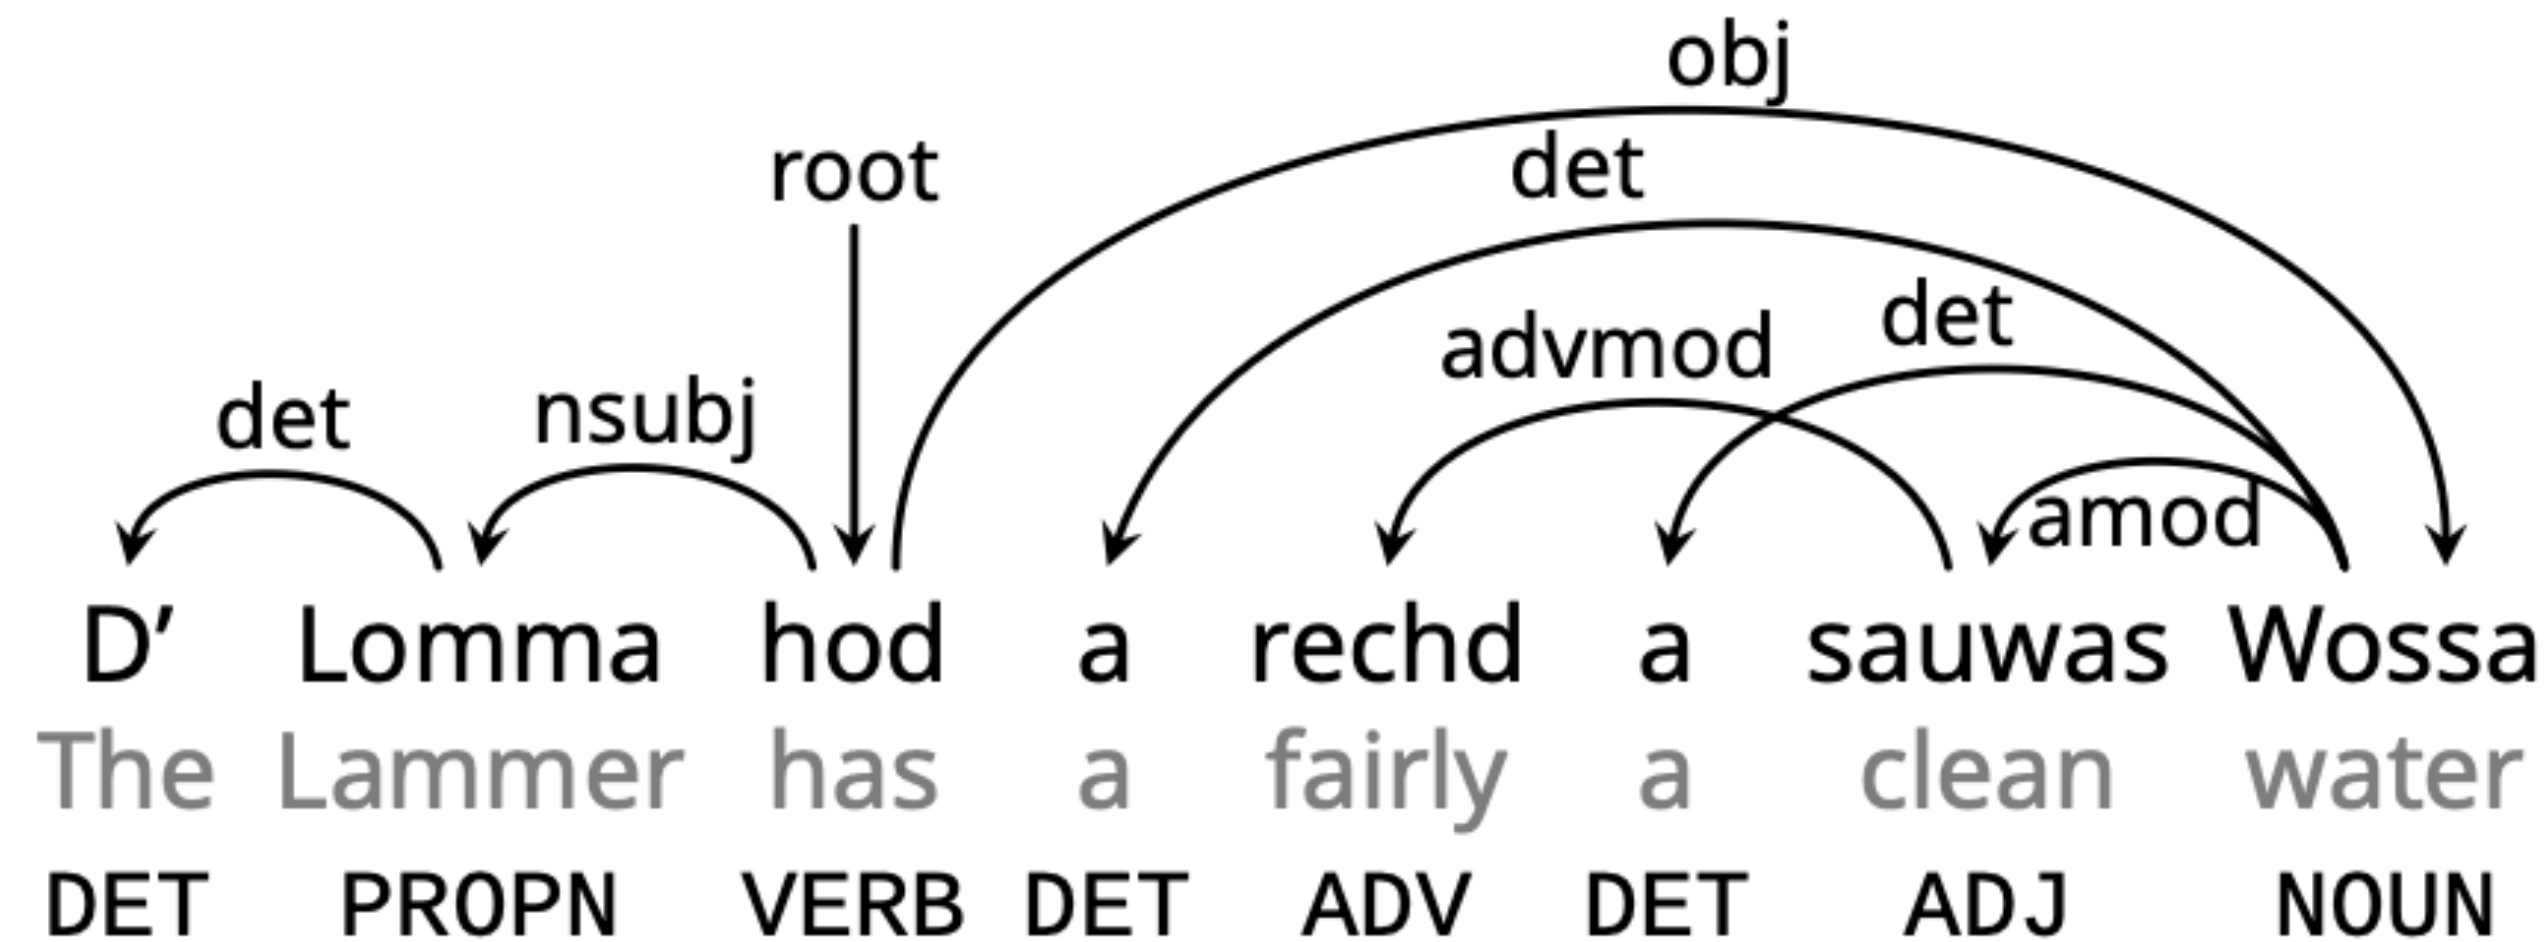 obj
det
root
det
advmod
det
nsubj
amod
D’ Lomma hod a rechd a sauwas Wossa
The Lammer has a fairly a clean water
DET PROPN VERB DET ADV DET ADJ NOUN